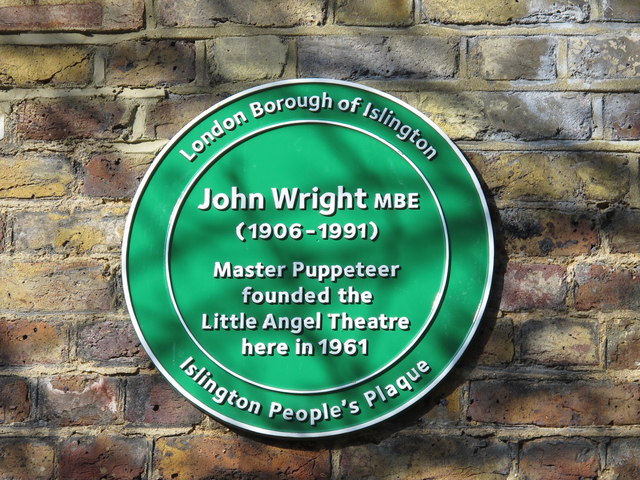 London Borough of Islington
John Wright MBE
(1906-1991)
Master Puppeteer
founded the
Little Angel Theatre
here in 1961
Islington People's Plaque